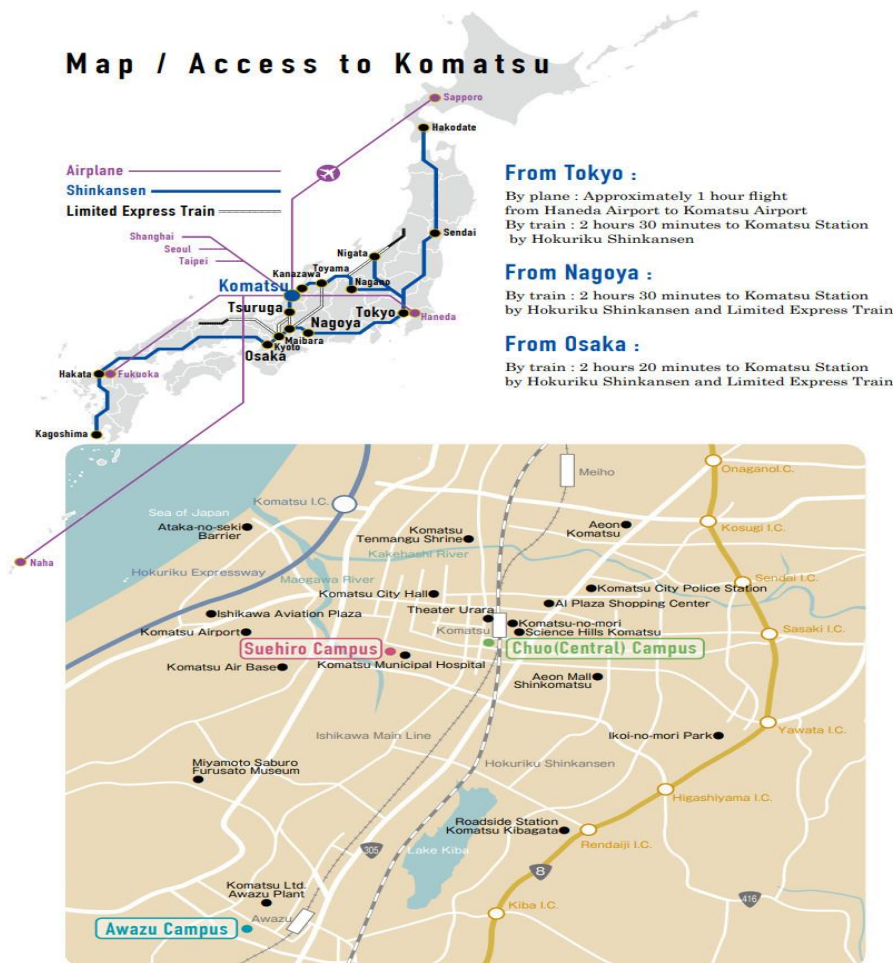 Map / Access to Komatsu
Sapporo
Hakodate
Airplane
Shinkansen
Limited Express Train
From Tokyo :
By plane : Approximately 1 hour flight
from Haneda Airport to Komatsu Airport
By train : 2 hours 30 minutes to Komatsu Station
by Hokuriku Shinkansen
From Nagoya :
By train : 2 hours 30 minutes to Komatsu Station
by Hokuriku Shinkansen and Limited Express Train
From Osaka :
By train : 2 hours 20 minutes to Komatsu Station
by Hokuriku Shinkansen and Limited Express Train
Shanghai
Seoul
Taipei
Sendai
Nigata
Toyama
Kanazawa
Komatsu
Nagano
Tsuruga
Tokyo
Haneda
Nagoya
Maibara
Kyoto
Osaka
Hakata
Fukuoka
Kagoshima
Naha
Meiho
OnaganoI.C.
Komatsu I.C.
Sea of Japan
Ataka-no-seki
Barrier
Komatsu
Tenmangu Shrine
Aeon
Komatsu
Kosugi I.C.
Kakehashi River
Hokuriku Expressway
Maegawa River
Sendai I.C.
Komatsu City Hall
Komatsu City Police Station
Theater Urara
Al Plaza Shopping Center
Ishikawa Aviation Plaza
Komatsu-no-mori
Komatsu Airport
Komatsu
Science Hills Komatsu
Sasaki I.C.
Suehiro Campus
Chuo(Central) Campus
Komatsu Air Base
Komatsu Municipal Hospital
Aeon Mall
Shinkomatsu
Yawata I.C.
Ishikawa Main Line
Ikoi-no-mori Park
Miyamoto Saburo
Furusato Museum
Hokuriku Shinkansen
Higashiyama I.C.
Roadside Station
Komatsu Kibagata
Rendaiji I.C.
305
Lake Kiba
8
Komatsu Ltd.
Awazu Plant
416
Kiba I.C.
Awazu
Awazu Campus